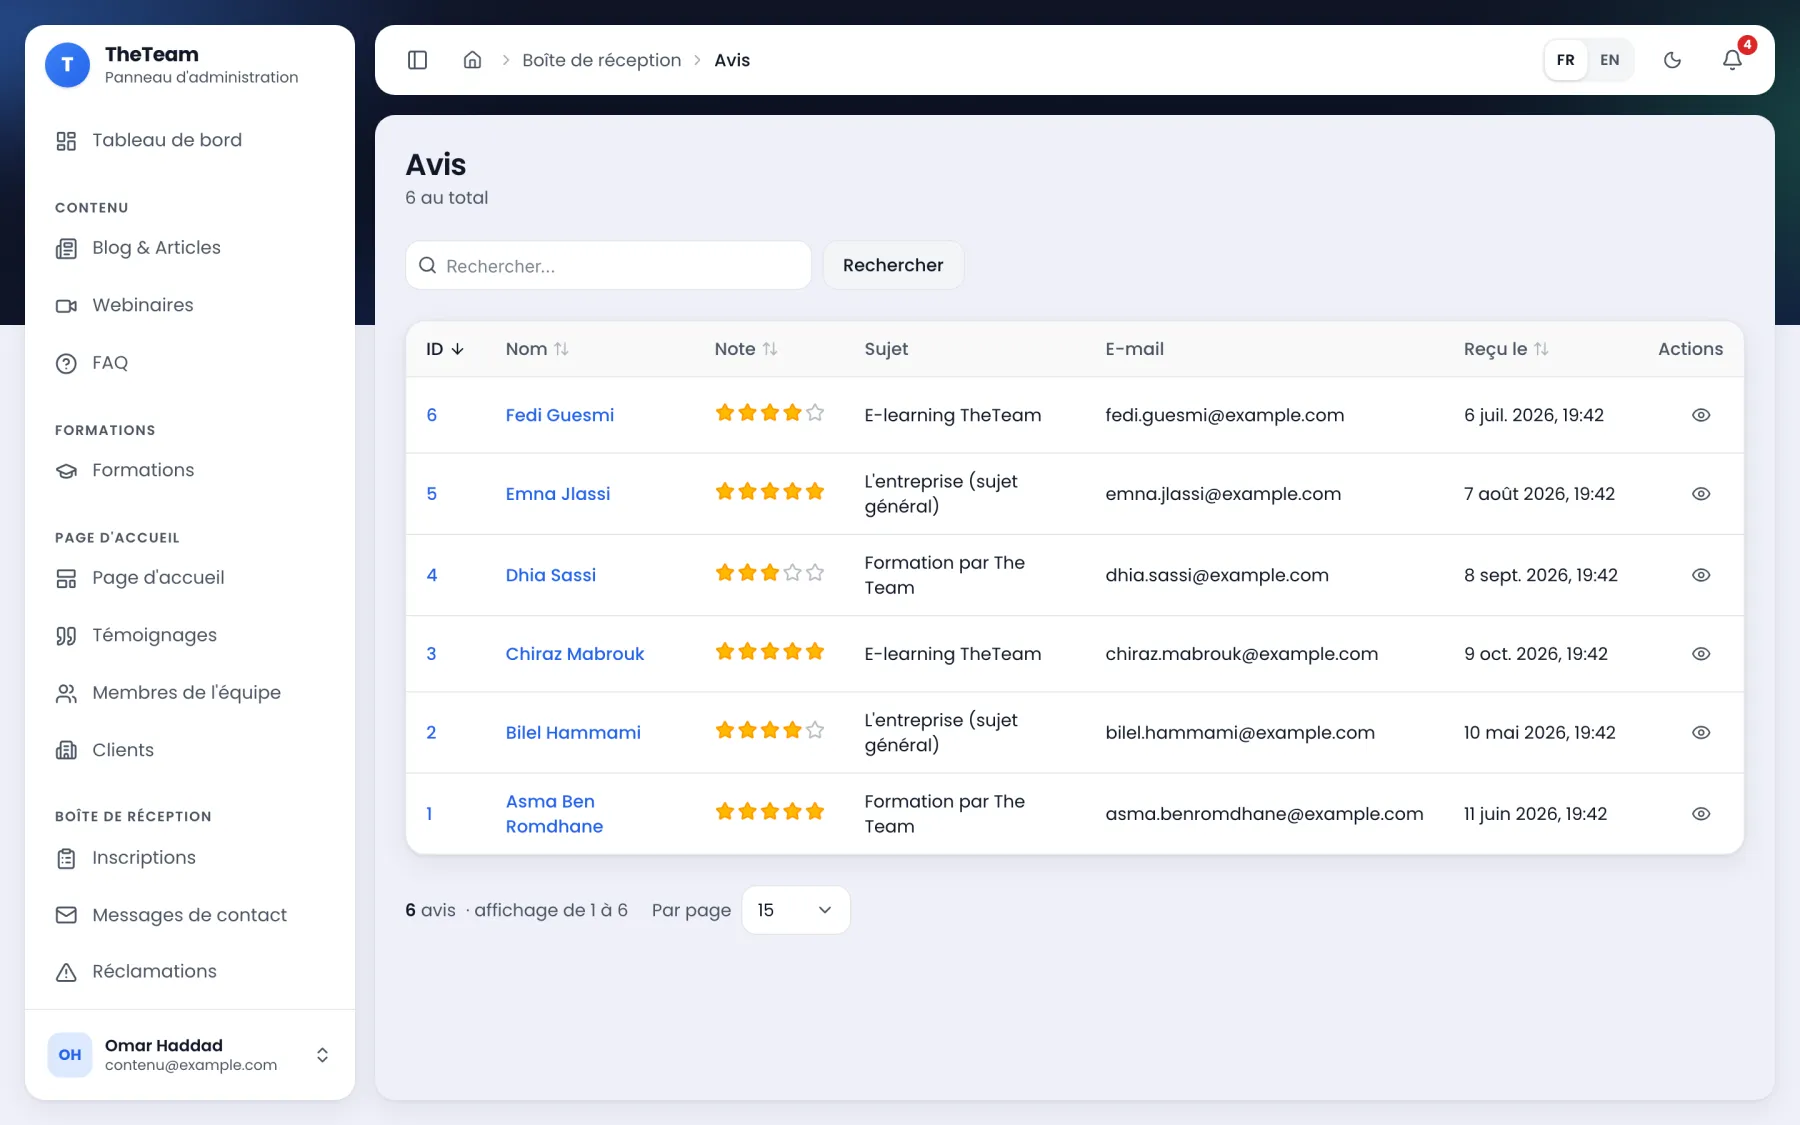 T
TheTeam
Panneau d'administration
Tableau de bord
CONTENU
Blog & Articles
Webinaires
FAQ
FORMATIONS
Formations
PAGE D'ACCUEIL
Page d'accueil
Témoignages
Membres de l'équipe
Clients
BOÎTE DE RÉCEPTION
Inscriptions
Messages de contact
Réclamations
OH
Omar Haddad
contenu@example.com
Boîte de réception
Avis
FR
EN
4
Avis
6 au total
Rechercher...
Rechercher
ID Nom Note Sujet E-mail Reçu le Actions
6 Fedi Guesmi E-learning TheTeam fedi.guesmi@example.com 6 juil. 2026, 19:42
5 Emna Jlassi L'entreprise (sujet général) emna.jlassi@example.com 7 août 2026, 19:42
4 Dhia Sassi Formation par The Team dhia.sassi@example.com 8 sept. 2026, 19:42
3 Chiraz Mabrouk E-learning TheTeam chiraz.mabrouk@example.com 9 oct. 2026, 19:42
2 Bilel Hammami L'entreprise (sujet général) bilel.hammami@example.com 10 mai 2026, 19:42
1 Asma Ben Romdhane Formation par The Team asma.benromdhane@example.com 11 juin 2026, 19:42
6 avis · affichage de 1 à 6 Par page 15